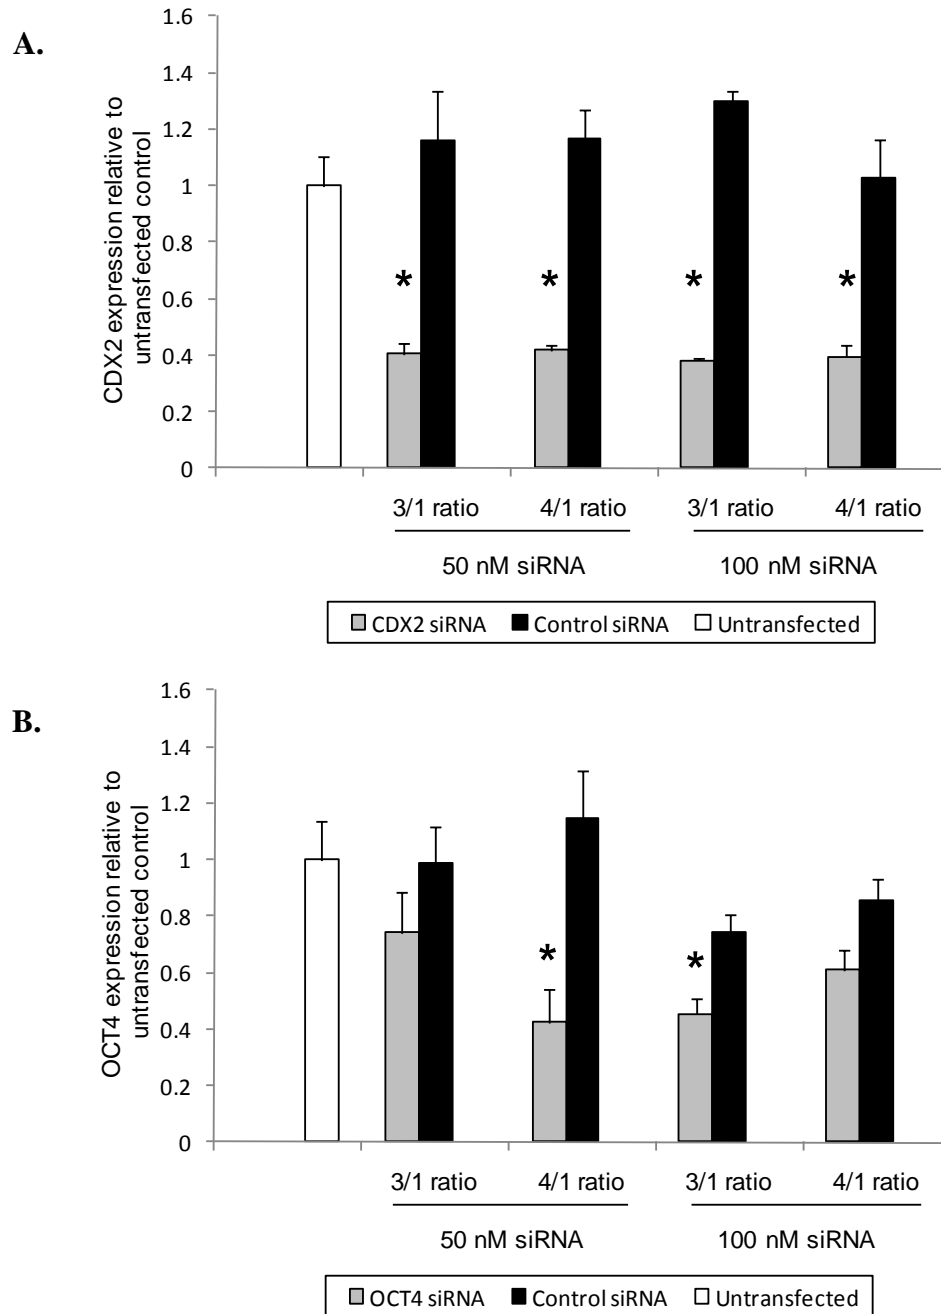 A.
CDX2 expression relative to
untransfected control
1.6
1.4
1.2
1
0.8
0.6
0.4
0.2
0
* * * *
3/1 ratio 4/1 ratio 3/1 ratio 4/1 ratio
50 nM siRNA 100 nM siRNA
CDX2 siRNA Control siRNA Untransfected
B.
OCT4 expression relative to
untransfected control
1.6
1.4
1.2
1
0.8
0.6
0.4
0.2
0
* *
3/1 ratio 4/1 ratio 3/1 ratio 4/1 ratio
50 nM siRNA 100 nM siRNA
OCT4 siRNA Control siRNA Untransfected